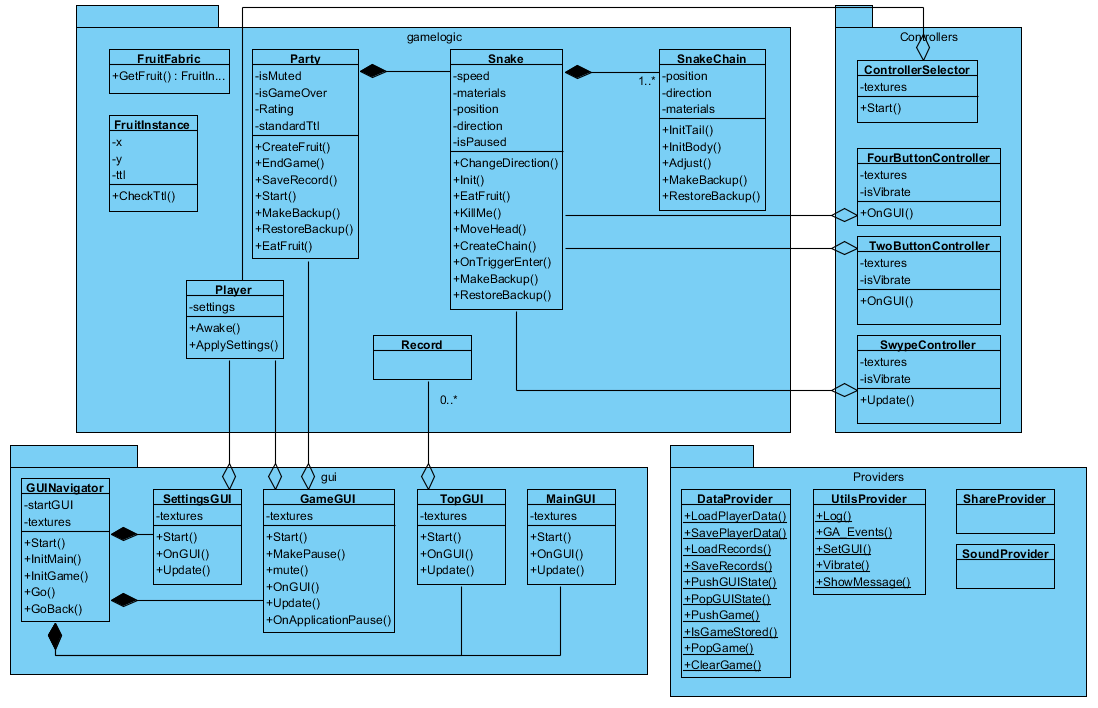 gamelogic
FruitFabric
+GetFruit() : FruitIn...
FruitInstance
-x
-y
-ttl
+CheckTtl()
Party
-isMuted
-isGameOver
-Rating
-standardTtl
+CreateFruit()
+EndGame()
+SaveRecord()
+Start()
+MakeBackup()
+RestoreBackup()
+EatFruit()
Snake
-speed
-materials
-position
-direction
-isPaused
+ChangeDirection()
+Init()
+EatFruit()
+KillMe()
+MoveHead()
+CreateChain()
+OnTriggerEnter()
+MakeBackup()
+RestoreBackup()
1..*
SnakeChain
-position
-direction
-materials
+InitTail()
+InitBody()
+Adjust()
+MakeBackup()
+RestoreBackup()
Player
-settings
+Awake()
+ApplySettings()
Record
0..*
Controllers
ControllerSelector
-textures
+Start()
FourButtonController
-textures
-isVibrate
+OnGUI()
TwoButtonController
-textures
-isVibrate
+OnGUI()
SwypeController
-textures
-isVibrate
+Update()
gui
GUINavigator
-startGUI
-textures
+Start()
+InitMain()
+InitGame()
+Go()
+GoBack()
SettingsGUI
-textures
+Start()
+OnGUI()
+Update()
GameGUI
-textures
+Start()
+MakePause()
+mute()
+OnGUI()
+Update()
+OnApplicationPause()
TopGUI
-textures
+Start()
+OnGUI()
+Update()
MainGUI
-textures
+Start()
+OnGUI()
+Update()
Providers
DataProvider
+LoadPlayerData()
+SavePlayerData()
+LoadRecords()
+SaveRecords()
+PushGUIState()
+PopGUIState()
+PushGame()
+IsGameStored()
+PopGame()
+ClearGame()
UtilsProvider
+Log()
+GA_Events()
+SetGUI()
+Vibrate()
+ShowMessage()
ShareProvider
SoundProvider